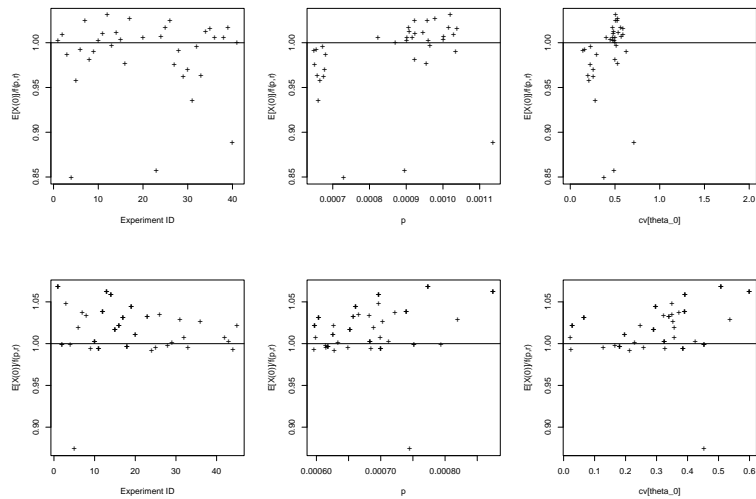 E[X(0)]/f(p,r)
0.85 0.90 0.95 1.00
0 10 20 30 40
Experiment ID
E[X(0)]/f(p,r)
0.85 0.90 0.95 1.00
0.0007 0.0008 0.0009 0.0010 0.0011
p
E[X(0)]/f(p,r)
0.85 0.90 0.95 1.00
0.0 0.5 1.0 1.5 2.0
cv[theta_0]
E[X(0)]/f(p,r)
0.90 0.95 1.00 1.05
0 10 20 30 40
Experiment ID
E[X(0)]/f(p,r)
0.90 0.95 1.00 1.05
0.00060 0.00070 0.00080
p
E[X(0)]/f(p,r)
0.90 0.95 1.00 1.05
0.0 0.1 0.2 0.3 0.4 0.5 0.6
cv[theta_0]